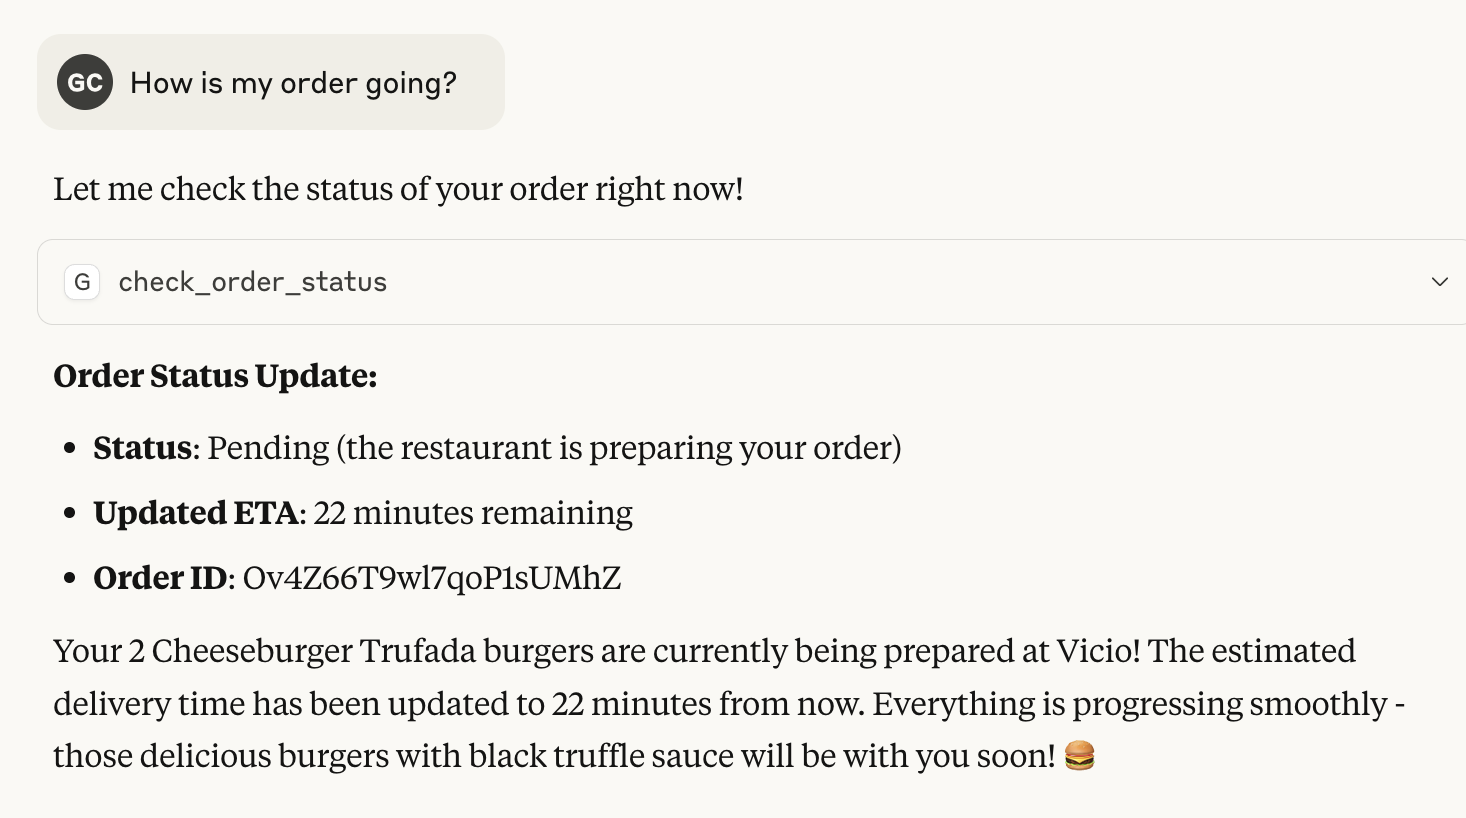 GC How is my order going?
Let me check the status of your order right now!
G check_order_status
Order Status Update:
• Status: Pending (the restaurant is preparing your order)
• Updated ETA: 22 minutes remaining
• Order ID: Ov4Z66T9wl7qoP1sUMhZ
Your 2 Cheeseburger Trufada burgers are currently being prepared at Vicio! The estimated
delivery time has been updated to 22 minutes from now. Everything is progressing smoothly -
those delicious burgers with black truffle sauce will be with you soon! 🍔